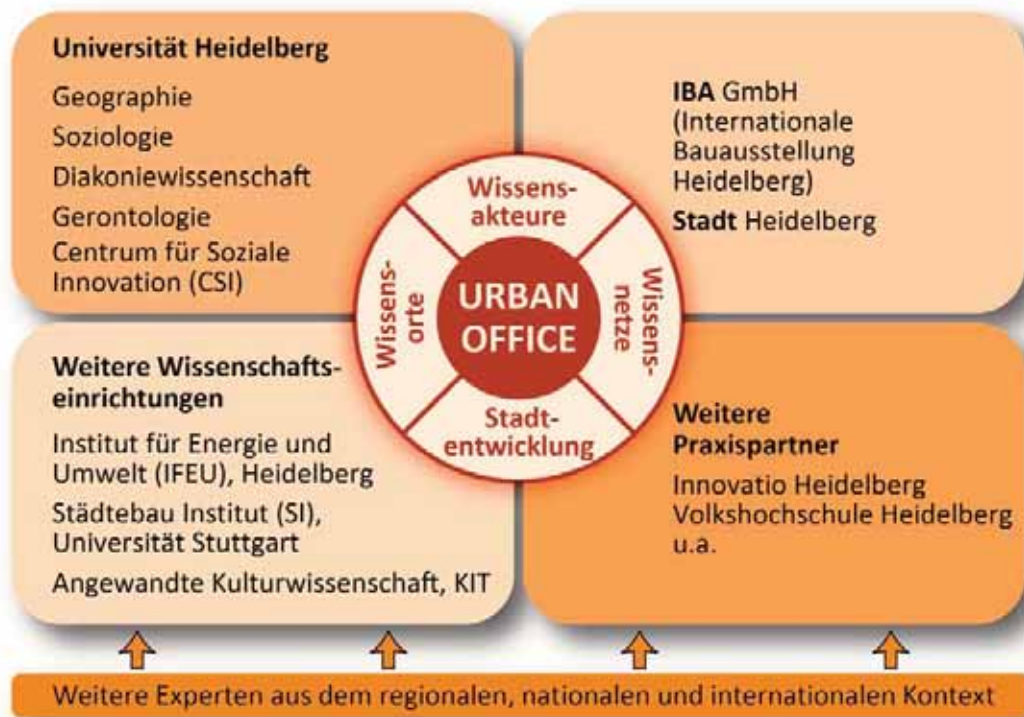 Universität Heidelberg
Geographie
Soziologie
Diakoniewissenschaft
Gerontologie
Centrum für Soziale
Innovation (CSI)
IBA GmbH
(Internationale
Bauausstellung
Heidelberg)
Stadt Heidelberg
Wissens-
akteure
Wissens-
orte
URBAN
OFFICE
Wissens-
netze
Stadt-
entwicklung
Weitere Wissenschafts-
einrichtungen
Institut für Energie und
Umwelt (IFEU), Heidelberg
Städtebau Institut (SI),
Universität Stuttgart
Angewandte Kulturwissenschaft, KIT
Weitere
Praxispartner
Innovatio Heidelberg
Volkshochschule Heidelberg
u.a.
Weitere Experten aus dem regionalen, nationalen und internationalen Kontext